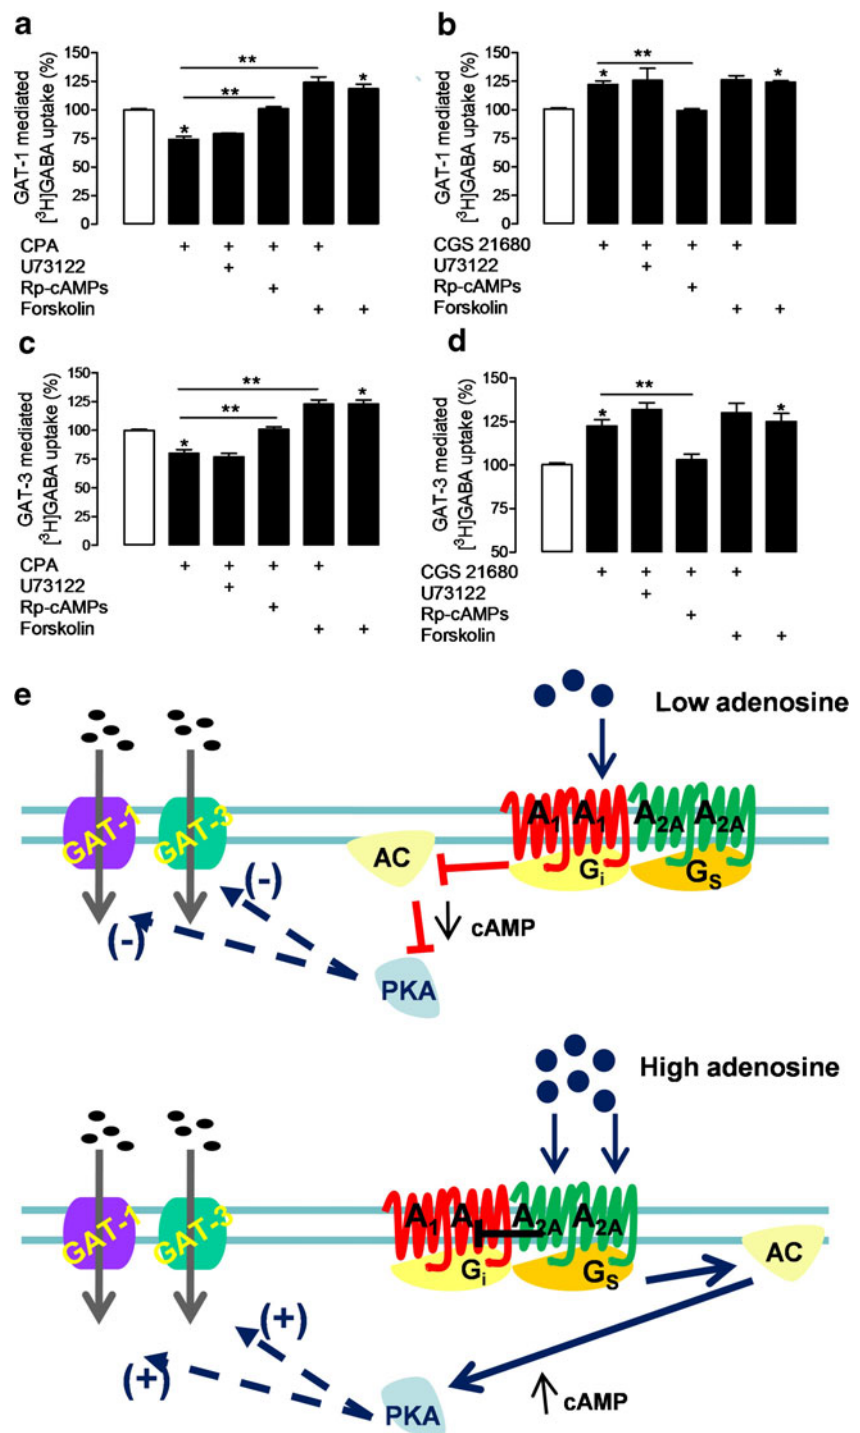 a
GAT-1 mediated
[³H]GABA uptake (%)
150
125
100
75
50
25
0
**
**
*
*
CPA + + + +
U73122 +
Rp-cAMPs +
Forskolin + +
b
GAT-1 mediated
[³H]GABA uptake (%)
150
125
100
75
50
25
0
**
*
*
CGS 21680 + + + +
U73122 +
Rp-cAMPs +
Forskolin + +
c
GAT-3 mediated
[³H]GABA uptake (%)
150
125
100
75
50
25
0
**
**
*
*
CPA + + + +
U73122 +
Rp-cAMPs +
Forskolin + +
d
GAT-3 mediated
[³H]GABA uptake (%)
150
125
100
75
50
**
*
*
CGS 21680 + + + +
U73122 +
Rp-cAMPs +
Forskolin + +
e
Low adenosine
GAT-1
GAT-3
A₁ A₁ A₂A A₂A
AC
Gi
GS
(-)
(-)
cAMP
PKA
High adenosine
GAT-1
GAT-3
A₁ A A₂A A₂A
AC
Gi
GS
(+)
(+)
cAMP
PKA